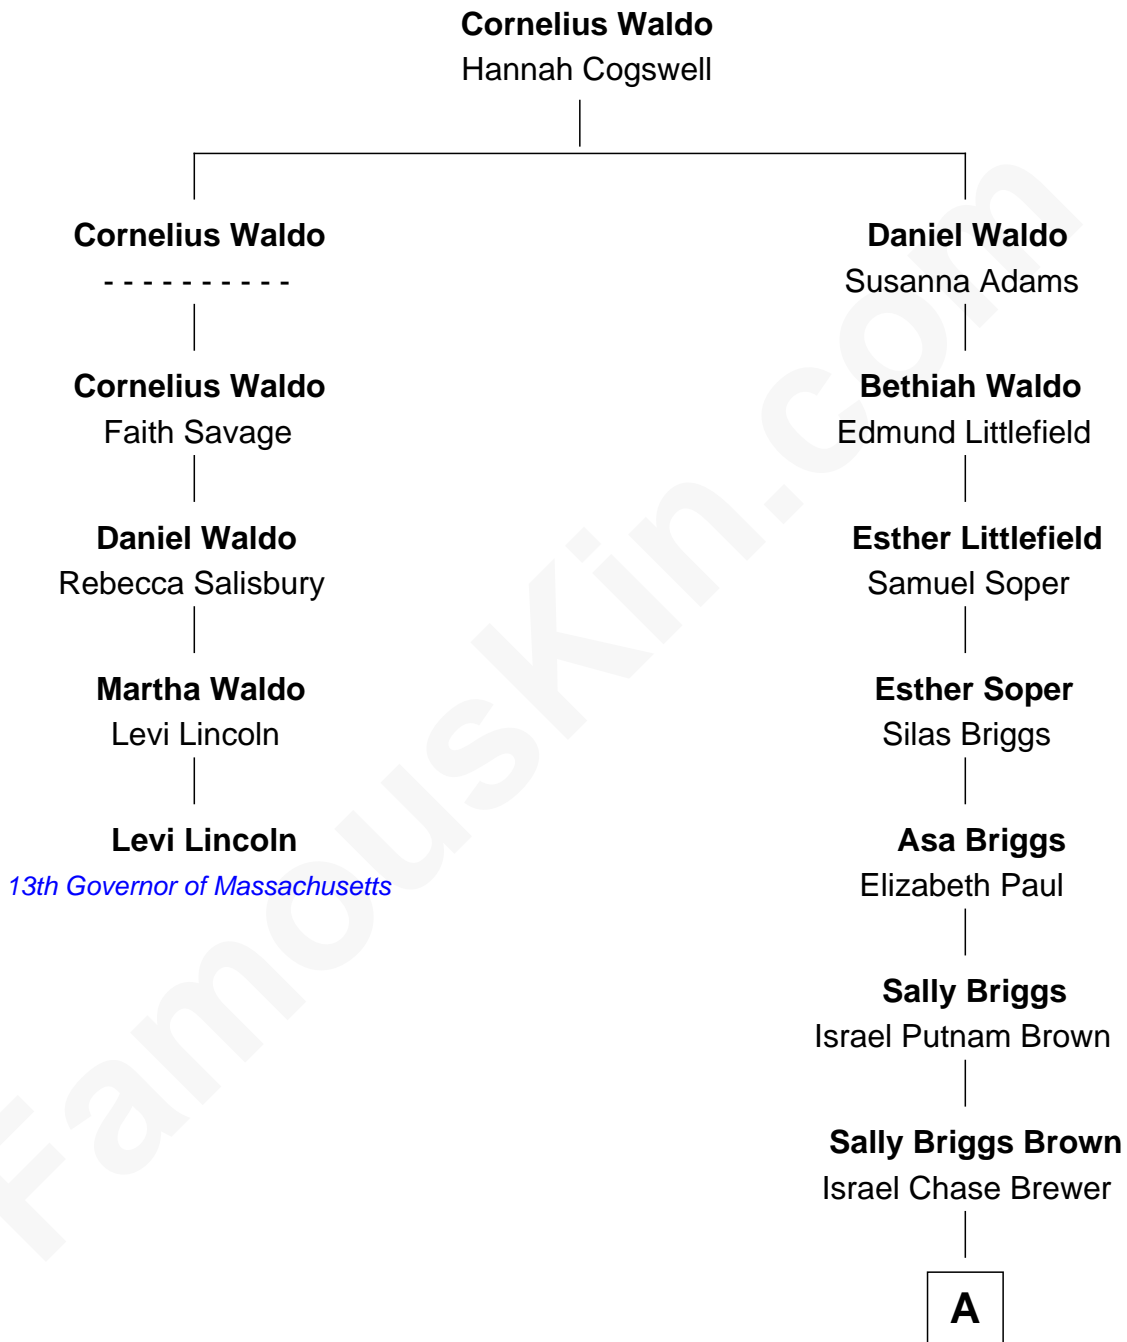 Cornelius Waldo
Hannah Cogswell
Cornelius Waldo
- - - - - - - - - -
Cornelius Waldo
Faith Savage
Daniel Waldo
Rebecca Salisbury
Martha Waldo
Levi Lincoln
Levi Lincoln
13th Governor of Massachusetts
Daniel Waldo
Susanna Adams
Bethiah Waldo
Edmund Littlefield
Esther Littlefield
Samuel Soper
Esther Soper
Silas Briggs
Asa Briggs
Elizabeth Paul
Sally Briggs
Israel Putnam Brown
Sally Briggs Brown
Israel Chase Brewer
A
FamousKin.com